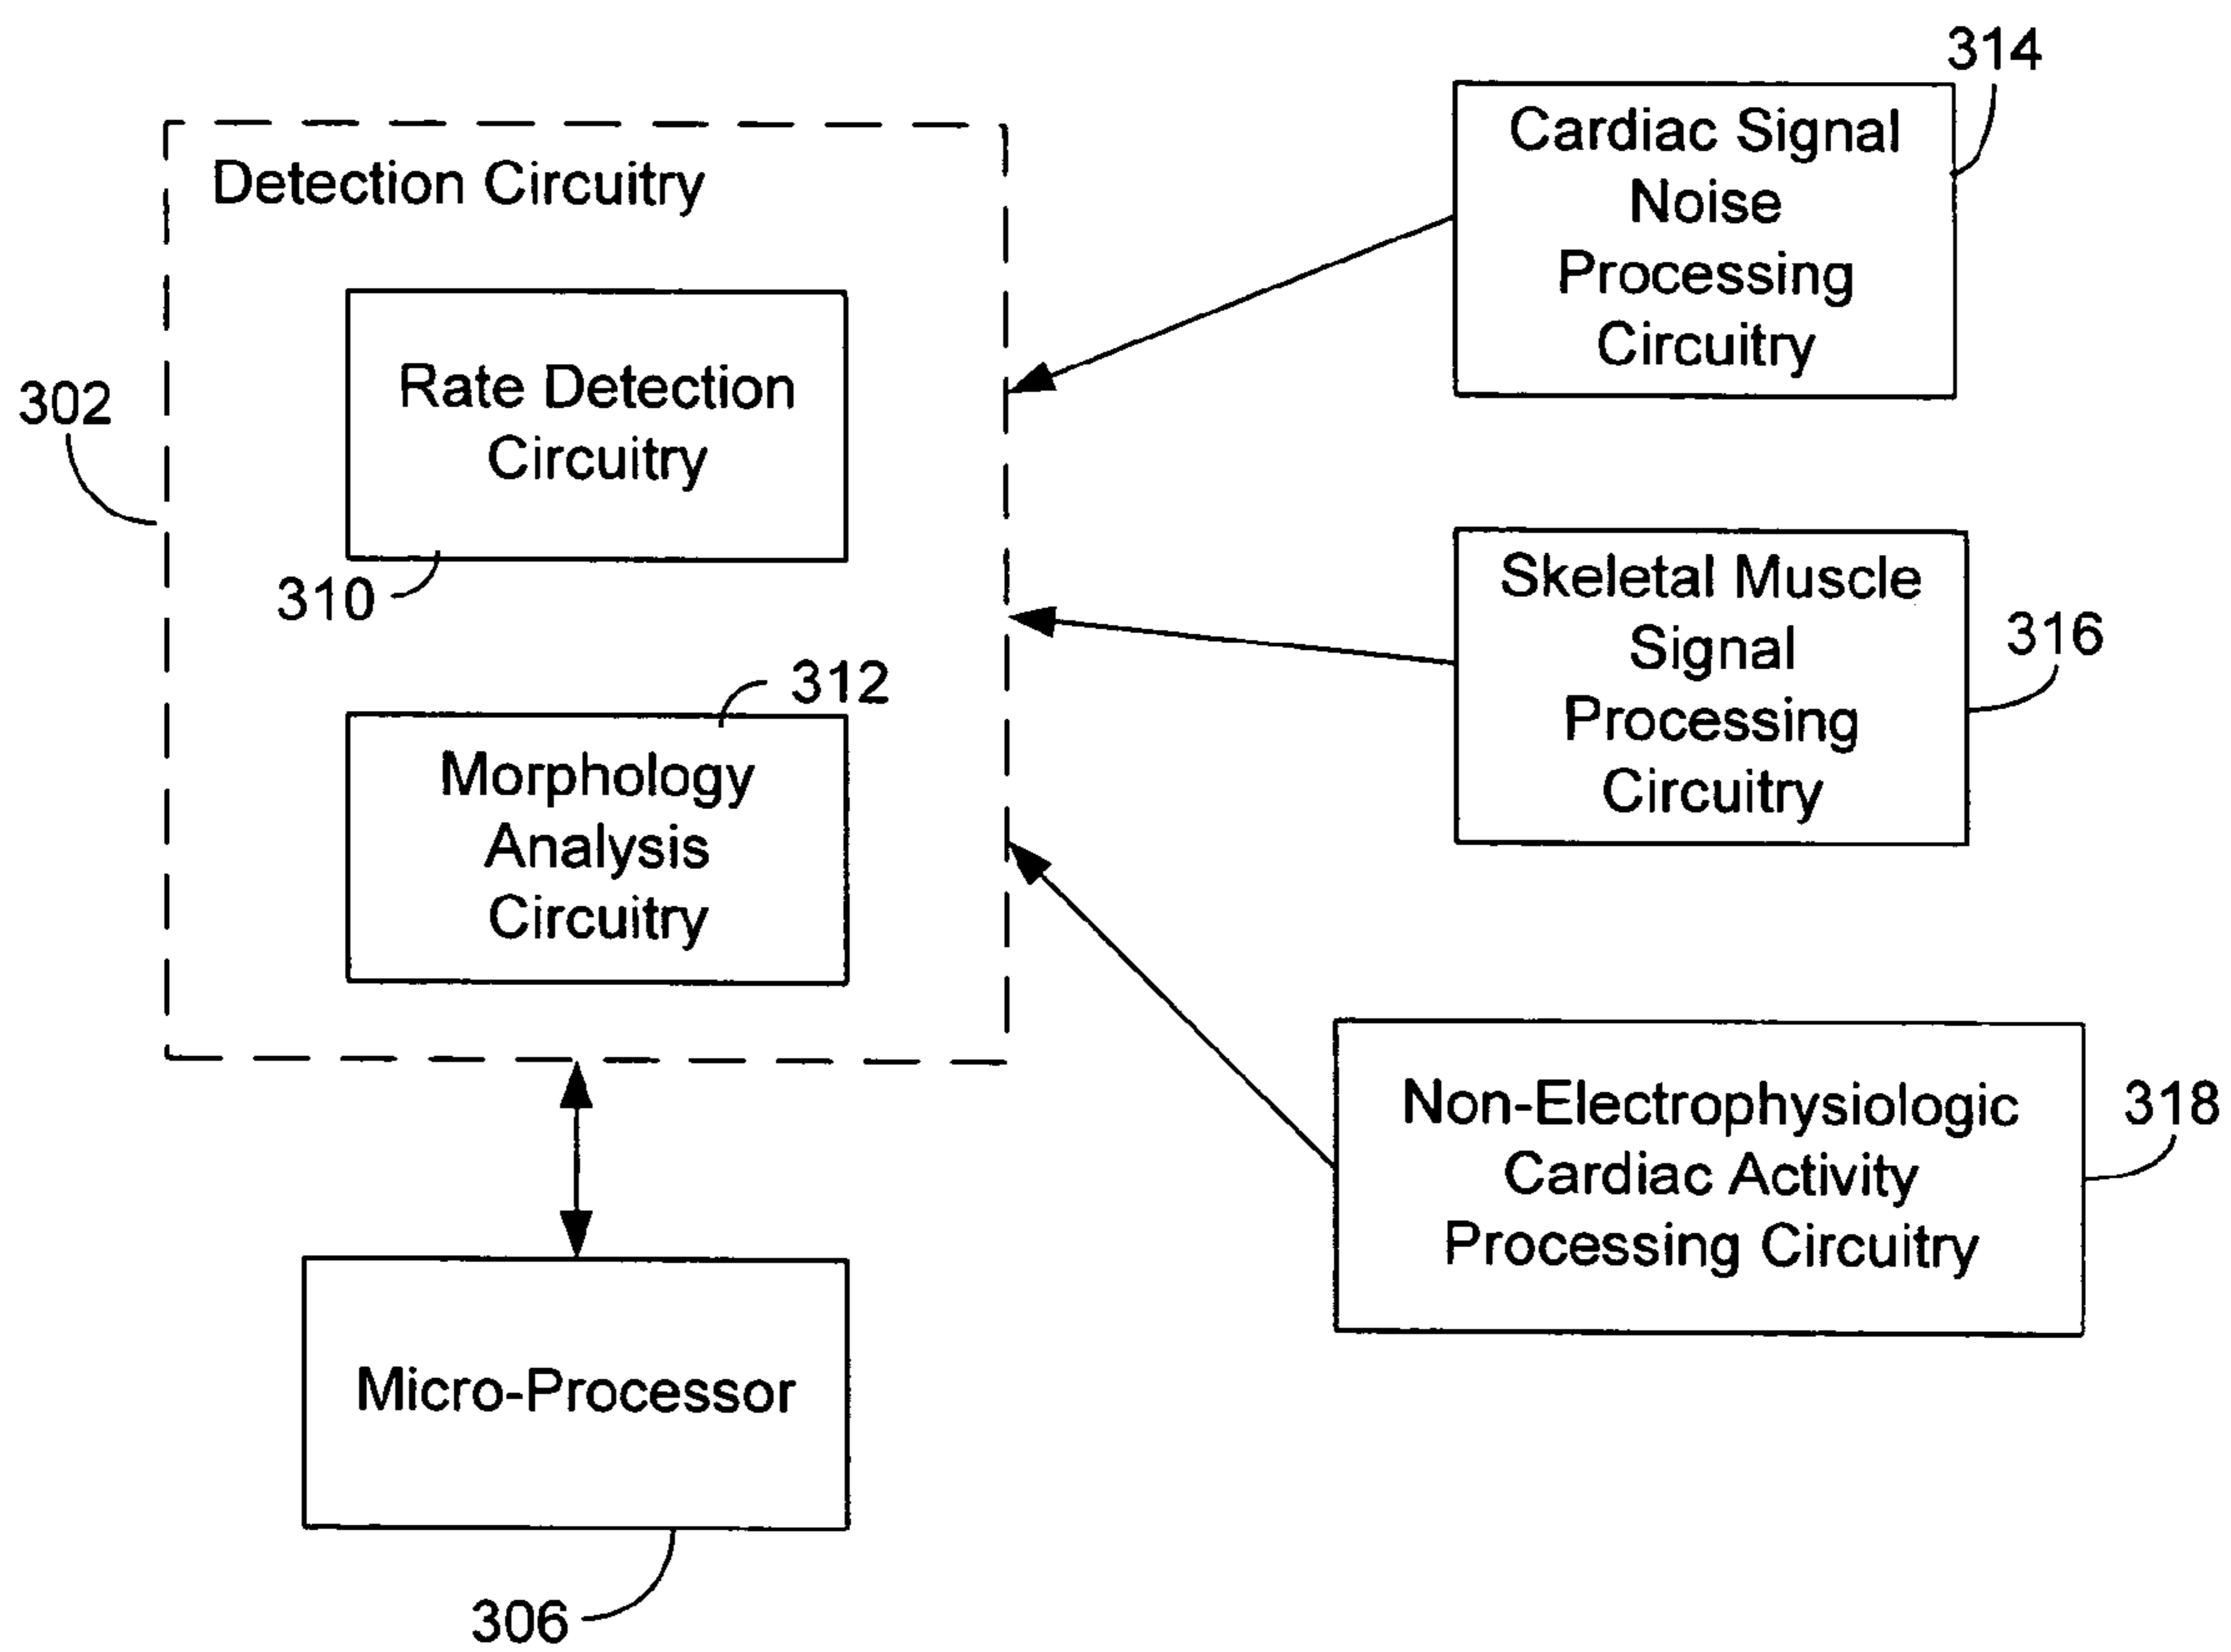 314
Cardiac Signal
Noise
Processing
Circuitry
Detection Circuitry
302
Rate Detection
Circuitry
310
Skeletal Muscle
Signal
Processing
Circuitry
316
312
Morphology
Analysis
Circuitry
Non-Electrophysiologic
Cardiac Activity
Processing Circuitry
318
Micro-Processor
306